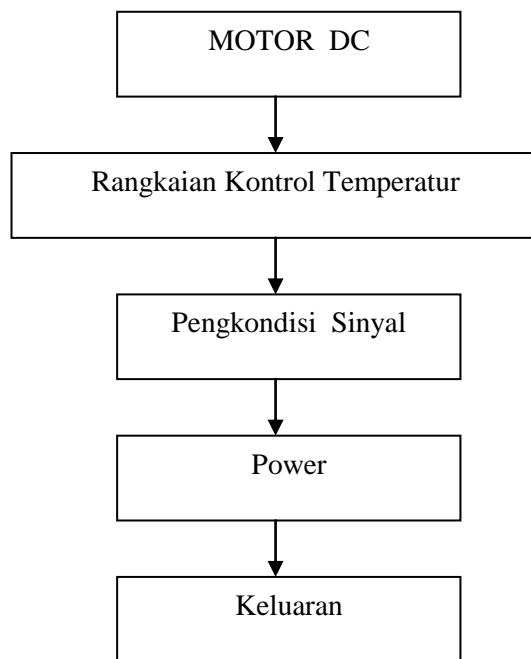 MOTOR DC
Rangkaian Kontrol Temperatur
Pengkondisi Sinyal
Power
Keluaran